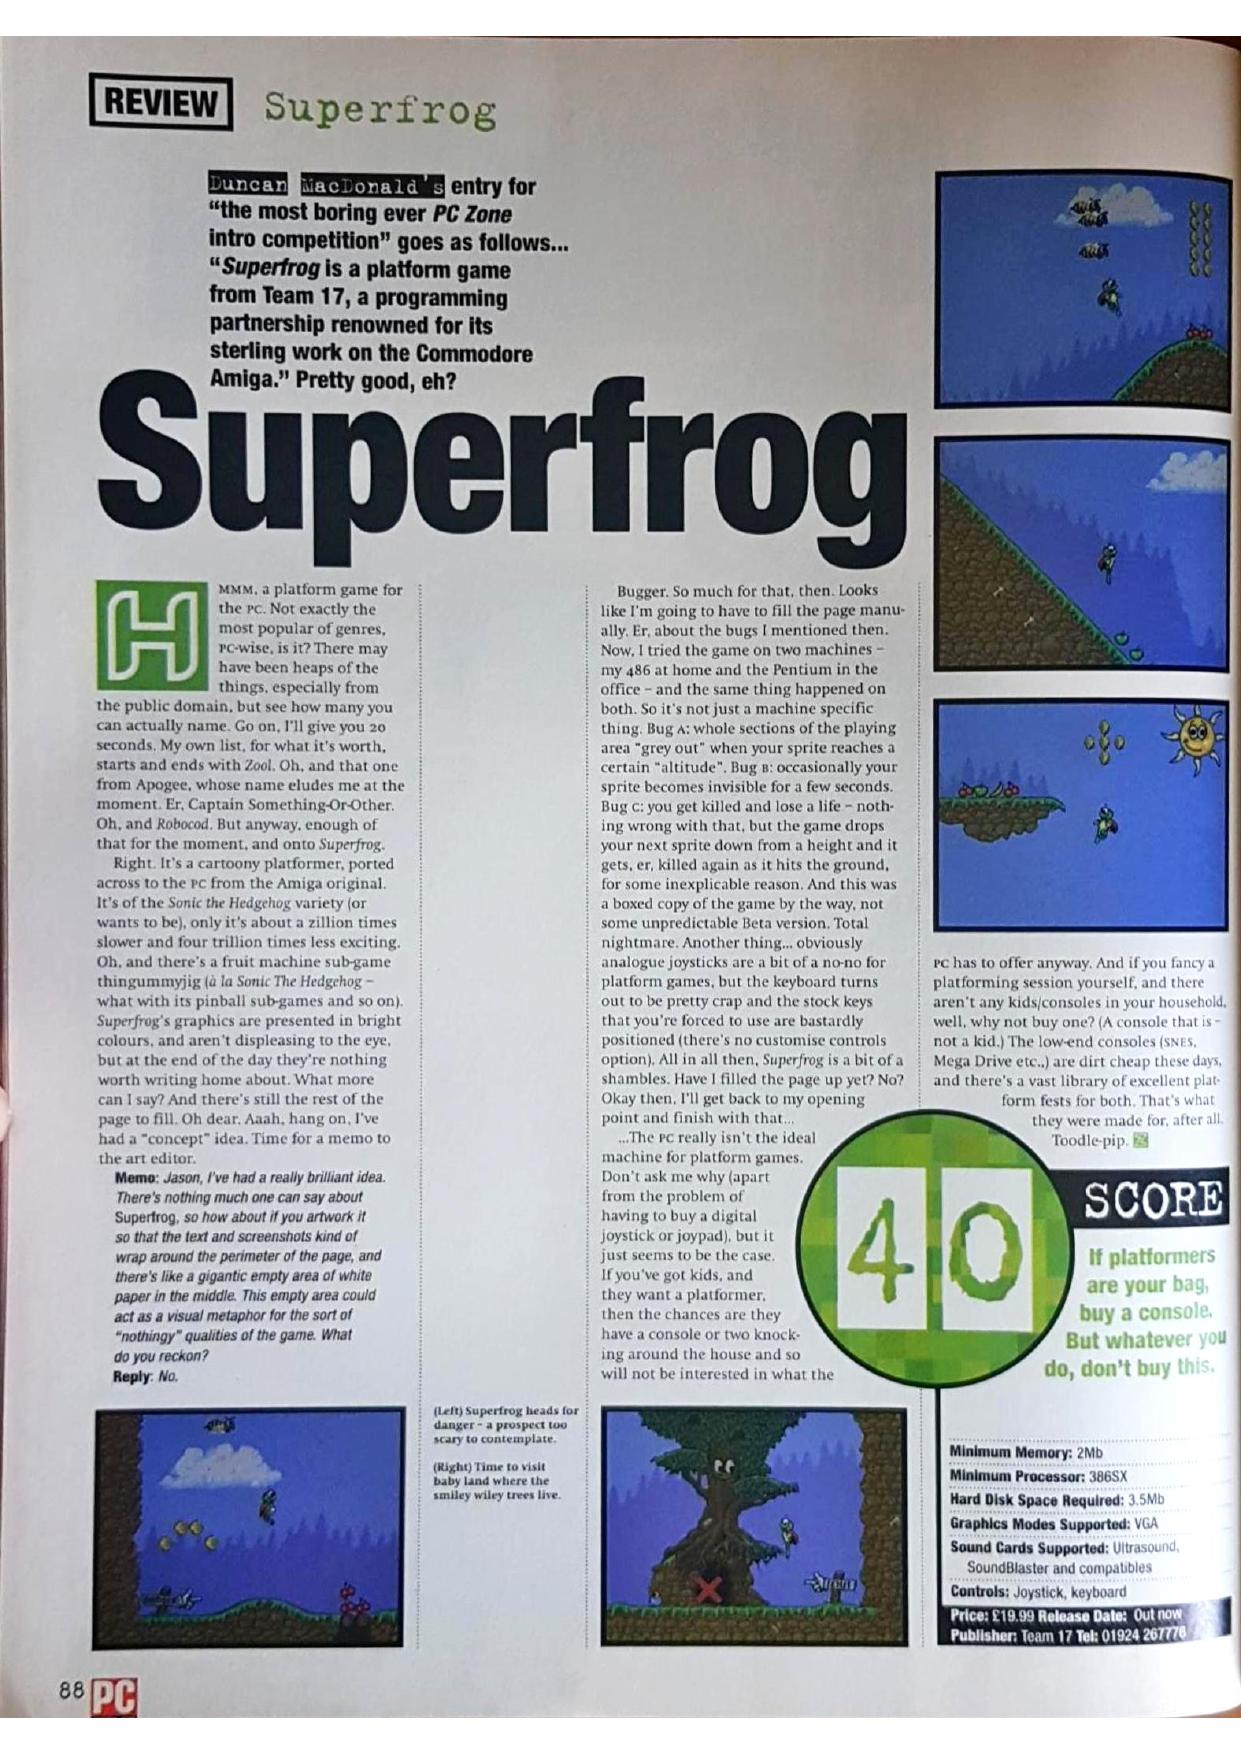 REVIEW
Superfrog
Duncan MacDonald's entry for
“the most boring ever PC Zone
intro competition” goes as follows...
“Superfrog is a platform game
from Team 17, a programming
partnership renowned for its
sterling work on the Commodore
Amiga.” Pretty good, eh?
Superfrog
HMMM, a platform game for
the PC. Not exactly the
most popular of genres,
PC-wise, is it? There may
have been heaps of the
things, especially from
the public domain, but see how many you
can actually name. Go on, I'll give you 20
seconds. My own list, for what it's worth,
starts and ends with Zool. Oh, and that one
from Apogee, whose name eludes me at the
moment. Er, Captain Something-Or-Other.
Oh, and Robocod. But anyway, enough of
that for the moment, and onto Superfrog.
Right. It's a cartoony platformer, ported
across to the PC from the Amiga original.
It's of the Sonic the Hedgehog variety (or
wants to be), only it's about a zillion times
slower and four trillion times less exciting.
Oh, and there's a fruit machine sub-game
thingummyjig (à la Sonic The Hedgehog –
what with its pinball sub-games and so on).
Superfrog's graphics are presented in bright
colours, and aren't displeasing to the eye,
but at the end of the day they're nothing
worth writing home about. What more
can I say? And there's still the rest of the
page to fill. Oh dear. Aaah, hang on, I've
had a "concept" idea. Time for a memo to
the art editor.
Memo: Jason, I've had a really brilliant idea.
There's nothing much one can say about
Superfrog, so how about if you artwork it
so that the text and screenshots kind of
wrap around the perimeter of the page, and
there's like a gigantic empty area of white
paper in the middle. This empty area could
act as a visual metaphor for the sort of
“nothingy” qualities of the game. What
do you reckon?
Reply: No.
(Left) Superfrog heads for
danger – a prospect too
scary to contemplate.
(Right) Time to visit
baby land where the
smiley wiley trees live.
Bugger. So much for that, then. Looks
like I'm going to have to fill the page manu-
ally. Er, about the bugs I mentioned then.
Now, I tried the game on two machines –
my 486 at home and the Pentium in the
office – and the same thing happened on
both. So it's not just a machine specific
thing. Bug A: whole sections of the playing
area "grey out" when your sprite reaches a
certain "altitude". Bug B: occasionally your
sprite becomes invisible for a few seconds.
Bug C: you get killed and lose a life – noth-
ing wrong with that, but the game drops
your next sprite down from a height and it
gets, er, killed again as it hits the ground,
for some inexplicable reason. And this was
a boxed copy of the game by the way, not
some unpredictable Beta version. Total
nightmare. Another thing... obviously
analogue joysticks are a bit of a no-no for
platform games, but the keyboard turns
out to be pretty crap and the stock keys
that you're forced to use are bastardly
positioned (there's no customise controls
option). All in all then, Superfrog is a bit of a
shambles. Have I filled the page up yet? No?
Okay then, I'll get back to my opening
point and finish with that...
...The PC really isn't the ideal
machine for platform games.
Don't ask me why (apart
from the problem of
having to buy a digital
joystick or joypad), but it
just seems to be the case.
If you've got kids, and
they want a platformer,
then the chances are they
have a console or two knock-
ing around the house and so
will not be interested in what the
PC has to offer anyway. And if you fancy a
platforming session yourself, and there
aren't any kids/consoles in your household,
well, why not buy one? (A console that is –
not a kid.) The low-end consoles (SNES,
Mega Drive etc..) are dirt cheap these days,
and there's a vast library of excellent plat-
form fests for both. That's what
they were made for, after all.
Toodle-pip.
40
SCORE
If platformers
are your bag,
buy a console.
But whatever you
do, don't buy this.
Minimum Memory: 2Mb
Minimum Processor: 386SX
Hard Disk Space Required: 3.5Mb
Graphics Modes Supported: VGA
Sound Cards Supported: Ultrasound,
SoundBlaster and compatibles
Controls: Joystick, keyboard
Price: £19.99 Release Date: Out now
Publisher: Team 17 Tel: 01924 267776
88 PC